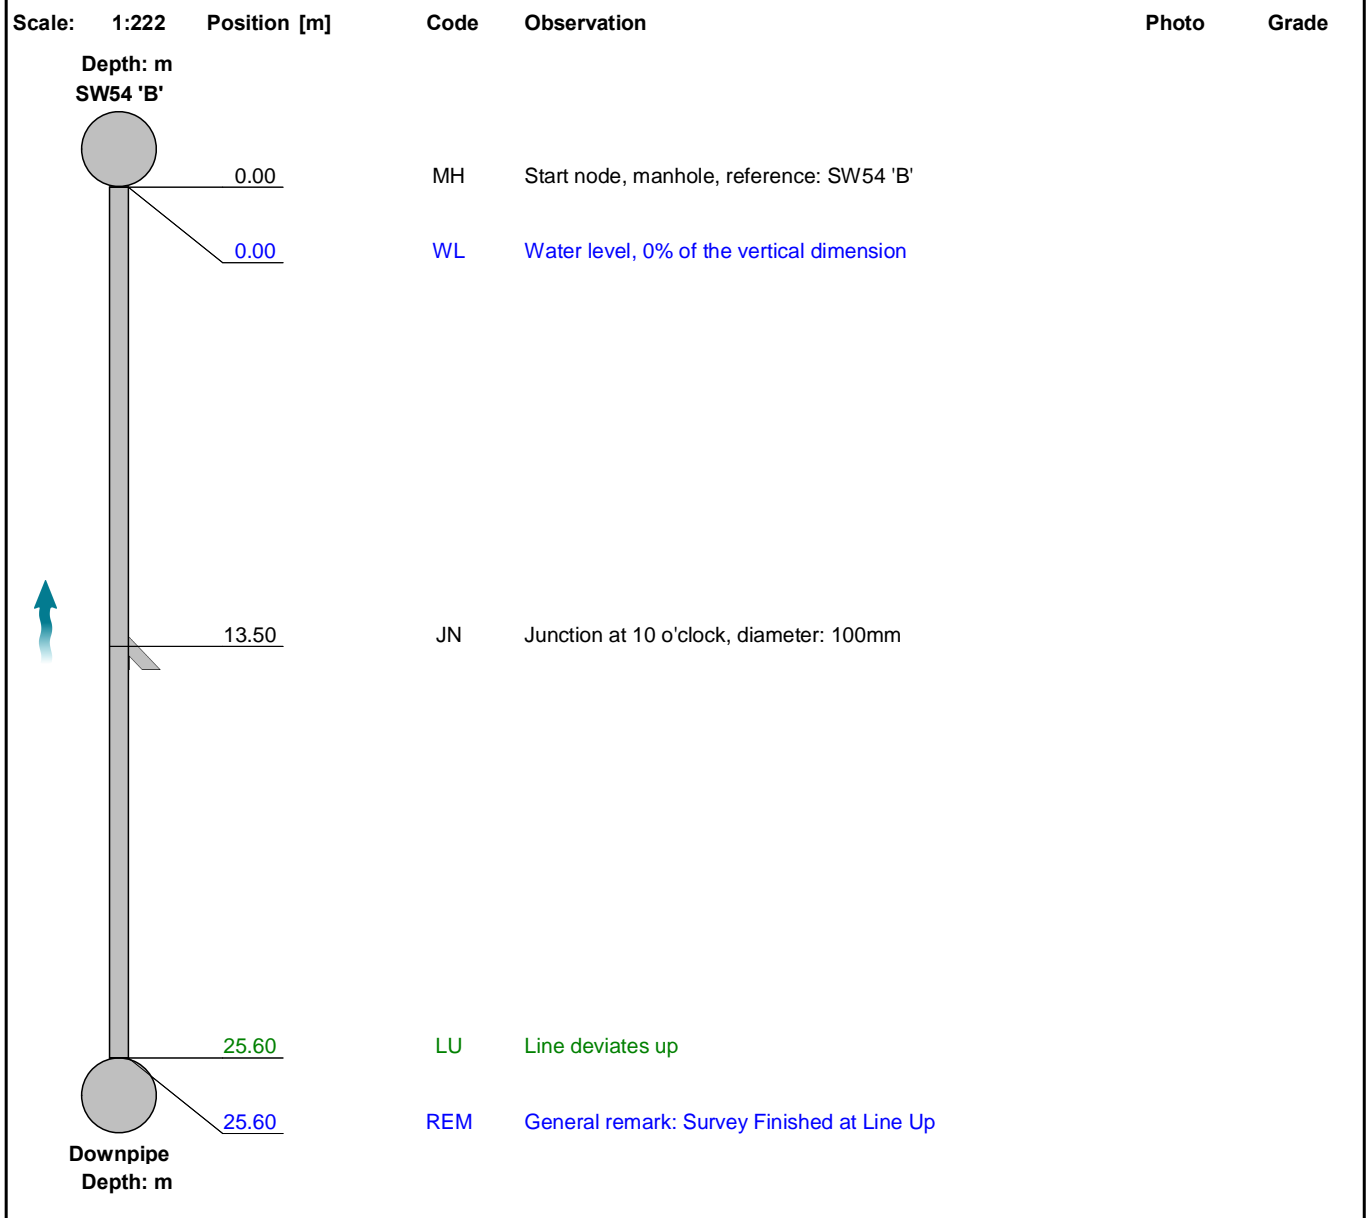 Scale: 1:222 Position [m] Code Observation Photo Grade
Depth: m
SW54 'B'
0.00 MH Start node, manhole, reference: SW54 'B'
0.00 WL Water level, 0% of the vertical dimension
13.50 JN Junction at 10 o'clock, diameter: 100mm
25.60 LU Line deviates up
25.60 REM General remark: Survey Finished at Line Up
Downpipe
Depth: m